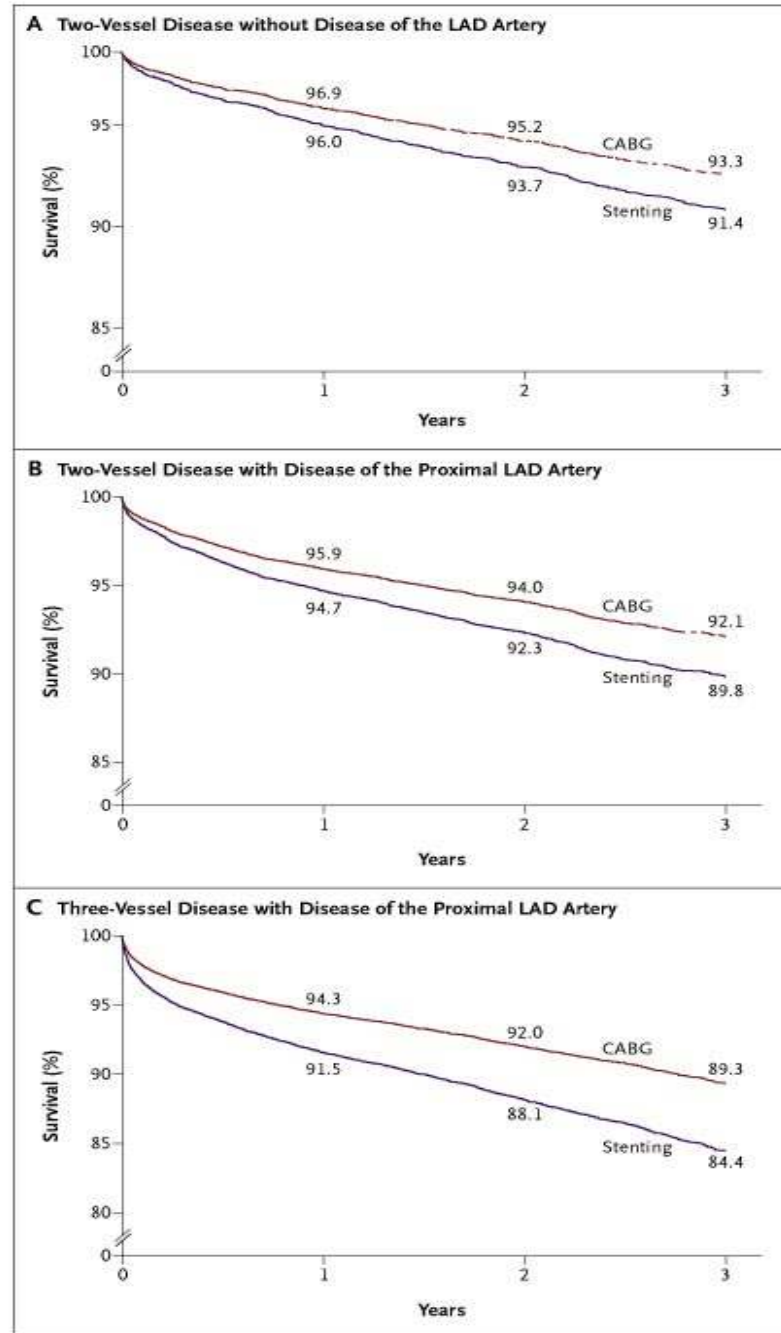 A Two-Vessel Disease without Disease of the LAD Artery
100
95
90
85
0
Survival (%)
96.9
95.2
CABG
93.3
96.0
93.7
Stenting
91.4
0 1 2 3
Years
B Two-Vessel Disease with Disease of the Proximal LAD Artery
100
95
90
85
0
Survival (%)
95.9
94.0
CABG
92.1
94.7
92.3
Stenting
89.8
0 1 2 3
Years
C Three-Vessel Disease with Disease of the Proximal LAD Artery
100
95
90
85
80
0
Survival (%)
94.3
92.0
CABG
89.3
91.5
88.1
Stenting
84.4
0 1 2 3
Years